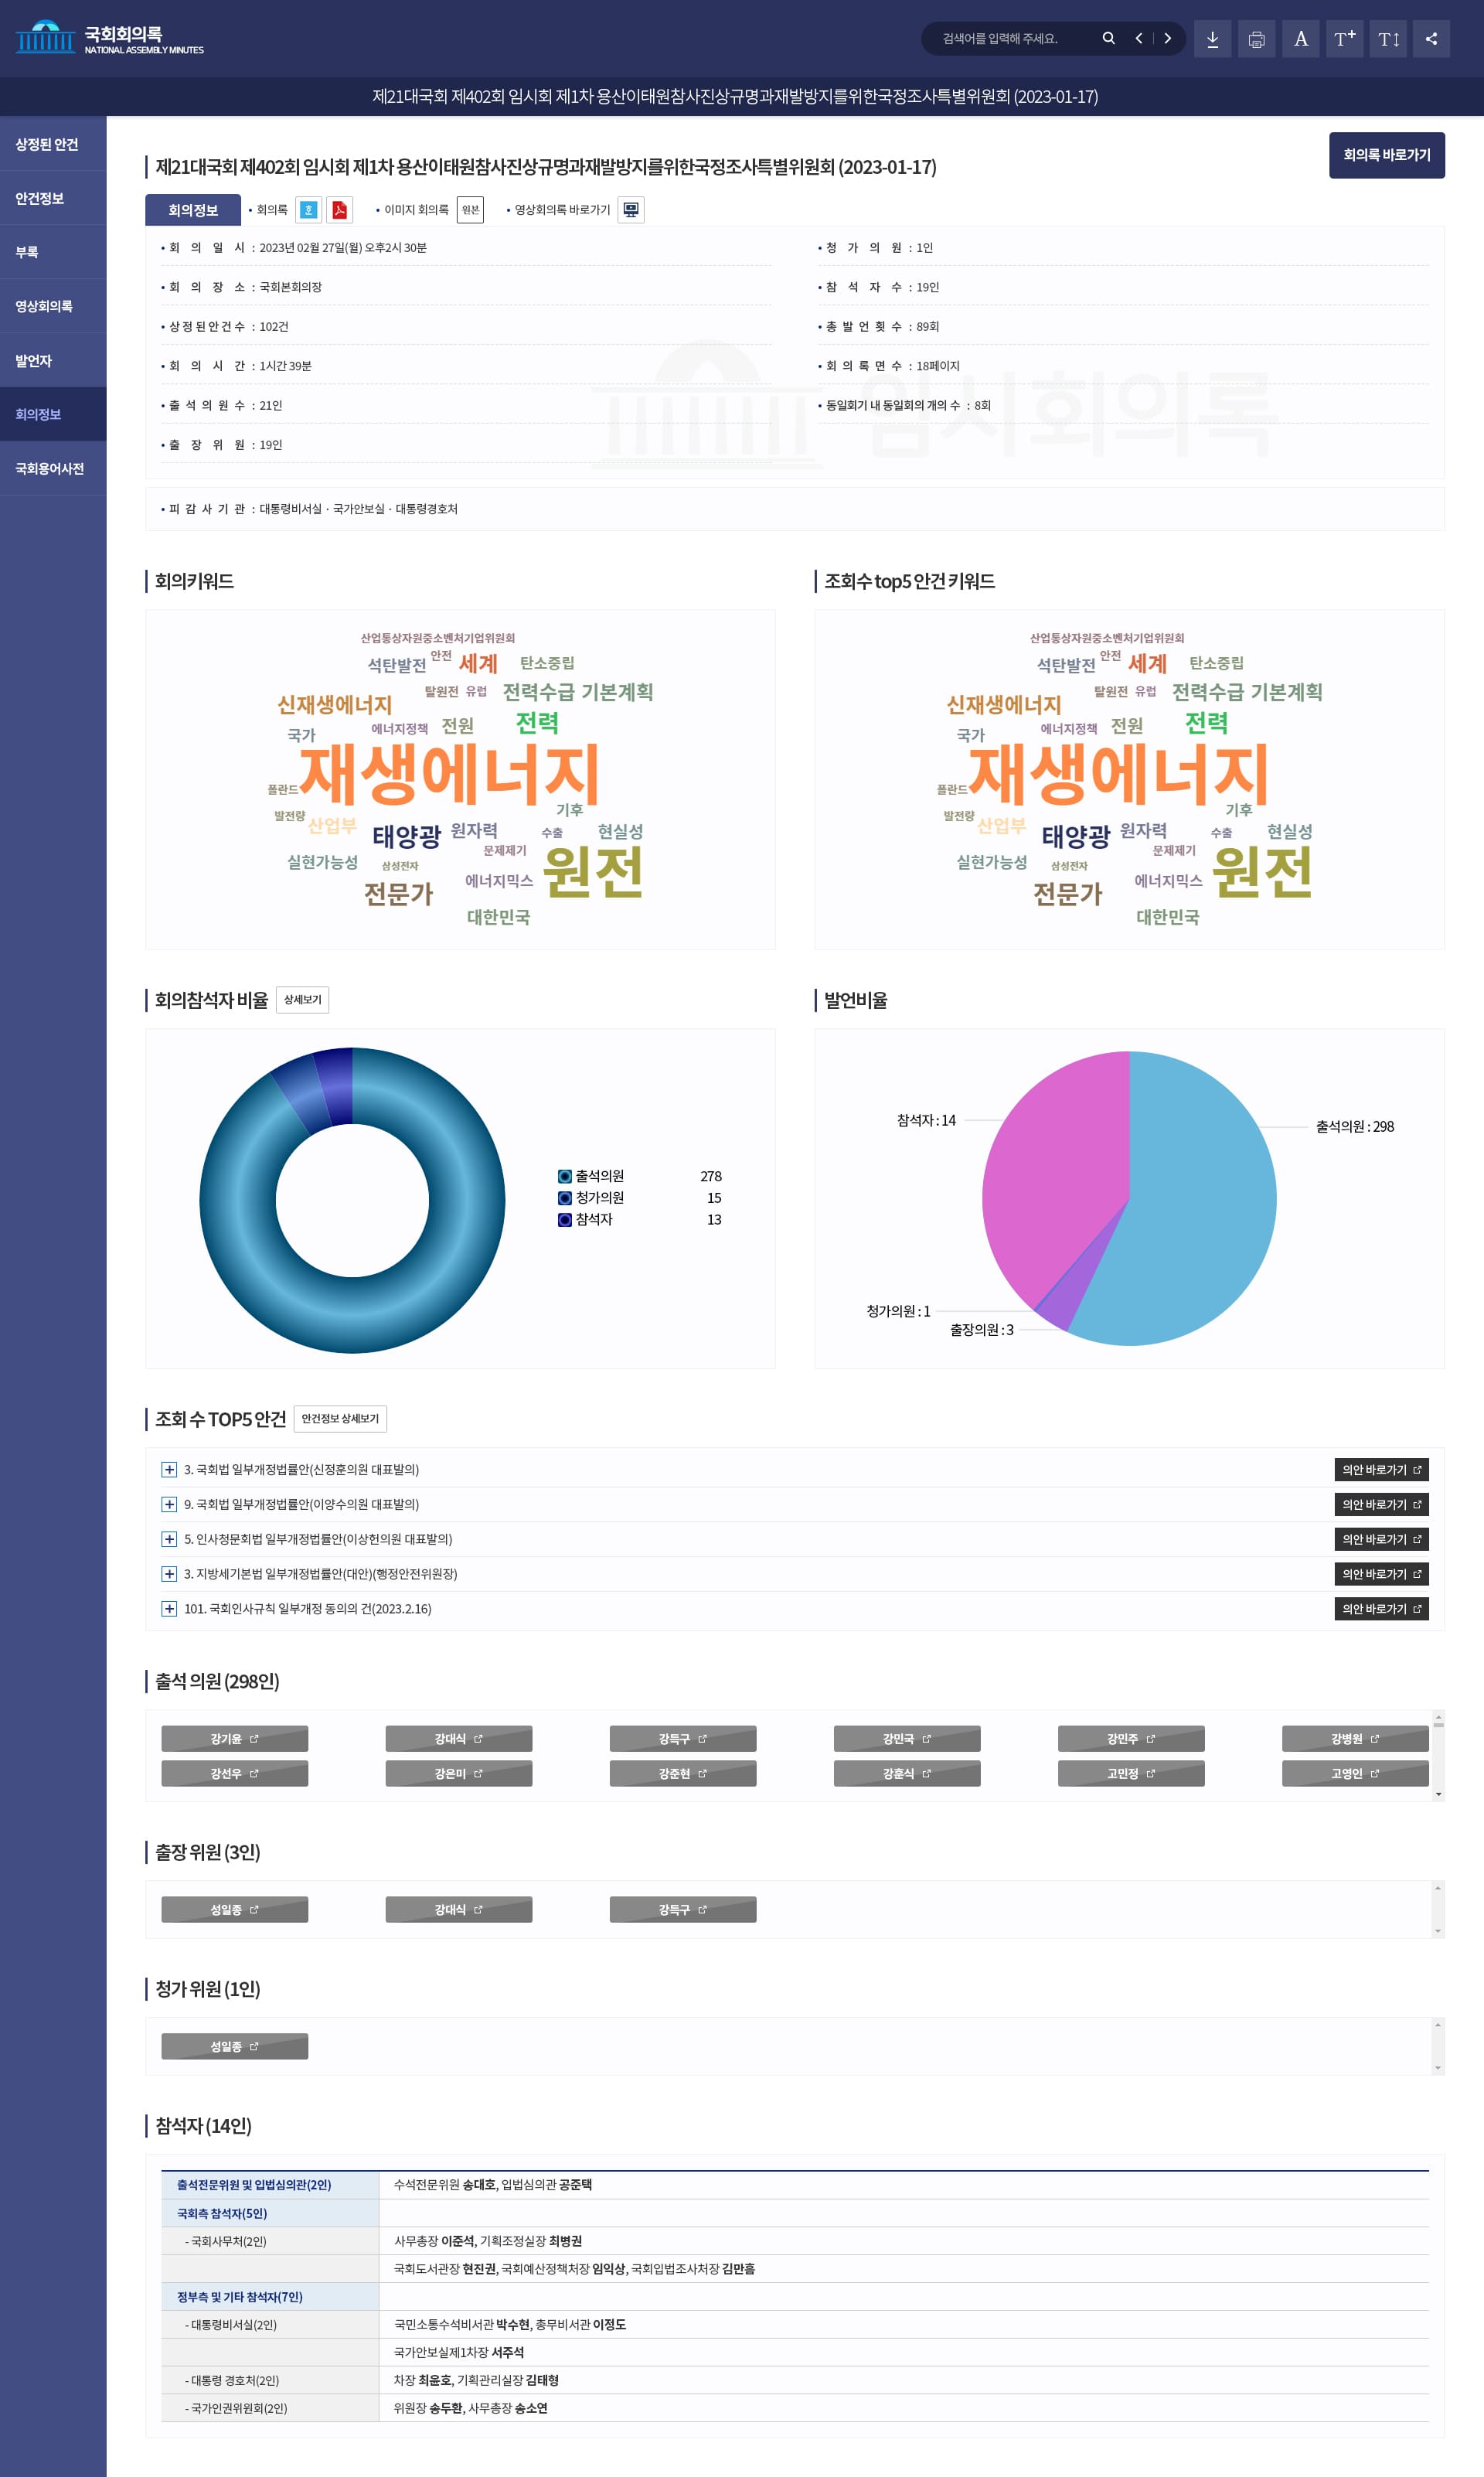 국회회의록
NATIONAL ASSEMBLY MINUTES
검색어를 입력해 주세요.
A T+ T↕
제21대국회 제402회 임시회 제1차 용산이태원참사진상규명과재발방지를위한국정조사특별위원회 (2023-01-17)
상정된 안건
안건정보
부록
영상회의록
발언자
회의정보
국회용어사전
회의록 바로가기
제21대국회 제402회 임시회 제1차 용산이태원참사진상규명과재발방지를위한국정조사특별위원회 (2023-01-17)
회의정보 • 회의록 • 이미지 회의록 원본 • 영상회의록 바로가기
• 회 의 일 시 : 2023년 02월 27일(월) 오후2시 30분
• 청 가 의 원 : 1인
• 회 의 장 소 : 국회본회의장
• 참 석 자 수 : 19인
• 상정된안건수 : 102건
• 총 발 언 횟 수 : 89회
• 회 의 시 간 : 1시간 39분
• 회 의 록 면 수 : 18페이지
• 출 석 의 원 수 : 21인
• 동일회기 내 동일회의 개의 수 : 8회
• 출 장 위 원 : 19인
임시회의록
• 피 감 사 기 관 : 대통령비서실 · 국가안보실 · 대통령경호처
회의키워드
산업통상자원중소벤처기업위원회
석탄발전 안전 세계 탄소중립
탈원전 유럽 전력수급 기본계획
신재생에너지
국가 에너지정책 전원 전력
재생에너지
폴란드
기후
발전량 산업부 태양광 원자력 수출 현실성
문제제기
실현가능성 삼성전자 원전
전문가 에너지믹스
대한민국
조회수 top5 안건 키워드
산업통상자원중소벤처기업위원회
석탄발전 안전 세계 탄소중립
탈원전 유럽 전력수급 기본계획
신재생에너지
국가 에너지정책 전원 전력
재생에너지
폴란드
기후
발전량 산업부 태양광 원자력 수출 현실성
문제제기
실현가능성 삼성전자 원전
전문가 에너지믹스
대한민국
회의참석자 비율 상세보기
출석의원 278
청가의원 15
참석자 13
발언비율
참석자 : 14
출석의원 : 298
청가의원 : 1
출장의원 : 3
조회 수 TOP5 안건 안건정보 상세보기
3. 국회법 일부개정법률안(신정훈의원 대표발의) 의안 바로가기
9. 국회법 일부개정법률안(이양수의원 대표발의) 의안 바로가기
5. 인사청문회법 일부개정법률안(이상헌의원 대표발의) 의안 바로가기
3. 지방세기본법 일부개정법률안(대안)(행정안전위원장) 의안 바로가기
101. 국회인사규칙 일부개정 동의의 건(2023.2.16) 의안 바로가기
출석 의원 (298인)
강기윤 강대식 강득구 강민국 강민주 강병원
강선우 강은미 강준현 강훈식 고민정 고영인
출장 위원 (3인)
성일종 강대식 강득구
청가 위원 (1인)
성일종
참석자 (14인)
출석전문위원 및 입법심의관(2인) 수석전문위원 송대호, 입법심의관 공준택
국회측 참석자(5인)
- 국회사무처(2인) 사무총장 이준석, 기획조정실장 최병권
국회도서관장 현진권, 국회예산정책처장 임익상, 국회입법조사처장 김만흠
정부측 및 기타 참석자(7인)
- 대통령비서실(2인) 국민소통수석비서관 박수현, 총무비서관 이정도
국가안보실제1차장 서주석
- 대통령 경호처(2인) 차장 최윤호, 기획관리실장 김태형
- 국가인권위원회(2인) 위원장 송두환, 사무총장 송소연